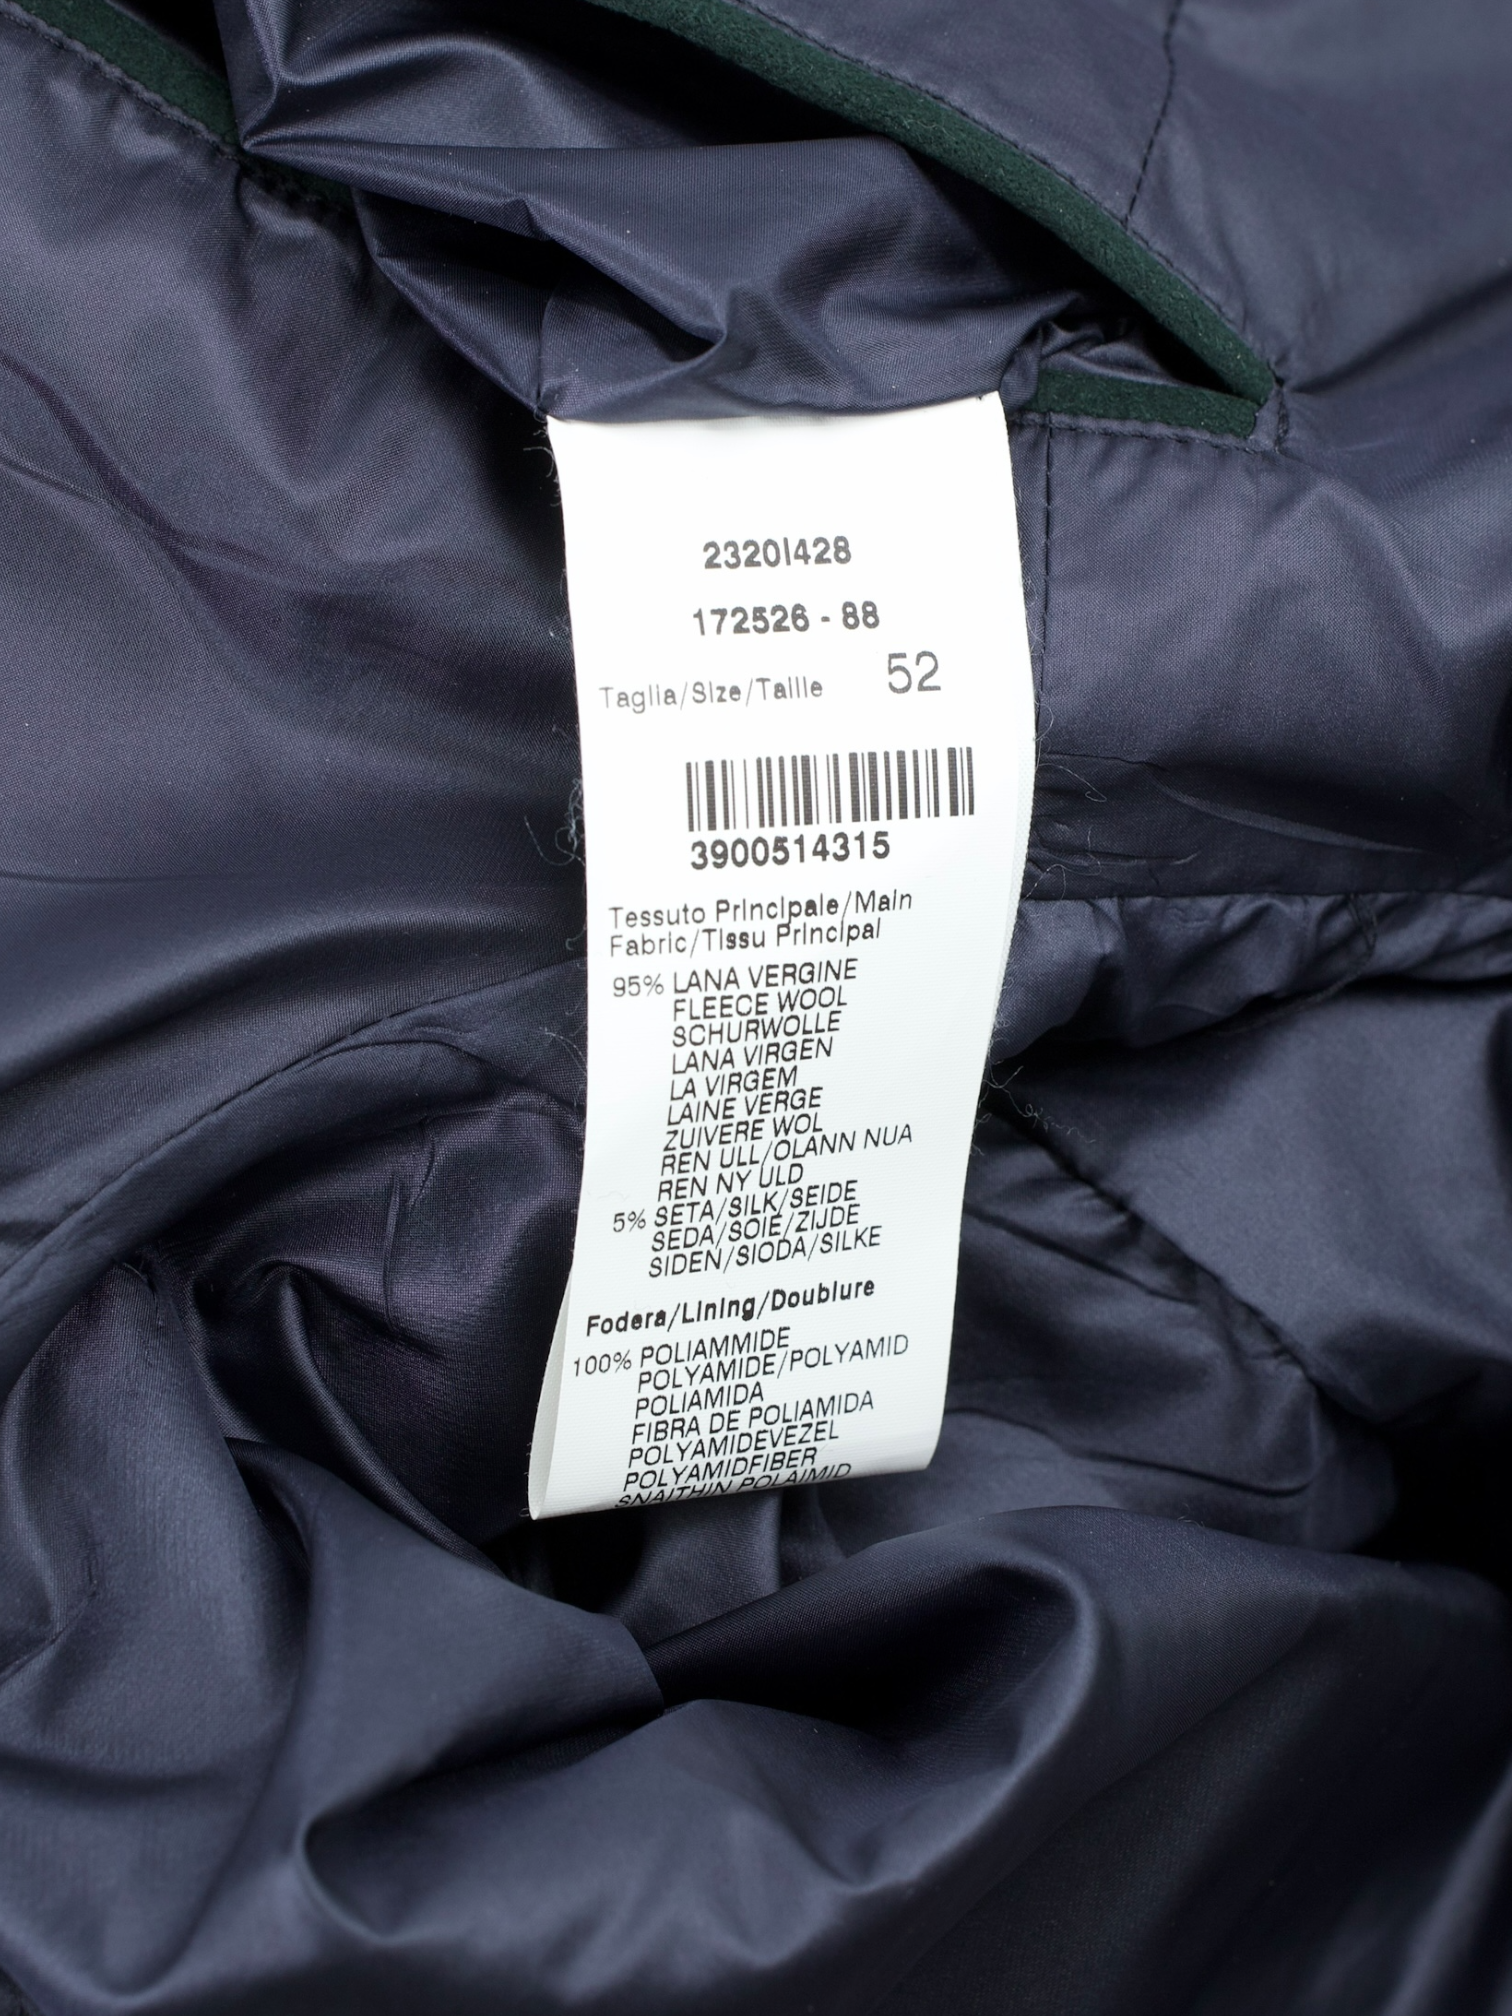 23201428
172526 - 88
Taglia/Size/Taille 52
3900514315
Tessuto Principale/Main
Fabric/Tissu Principal
95% LANA VERGINE
FLEECE WOOL
SCHURWOLLE
LANA VIRGEN
LA VIRGEM
LAINE VERGE
ZUIVERE WOL
REN ULL/OLANN NUA
REN NY ULD
5% SETA/SILK/SEIDE
SEDA/SOIE/ZIJDE
SIDEN/SIODA/SILKE
Fodera/Lining/Doublure
100% POLIAMMIDE
POLYAMIDE/POLYAMID
POLIAMIDA
FIBRA DE POLIAMIDA
POLYAMIDEVEZEL
POLYAMIDFIBER
SNAITHIN POLAIMID